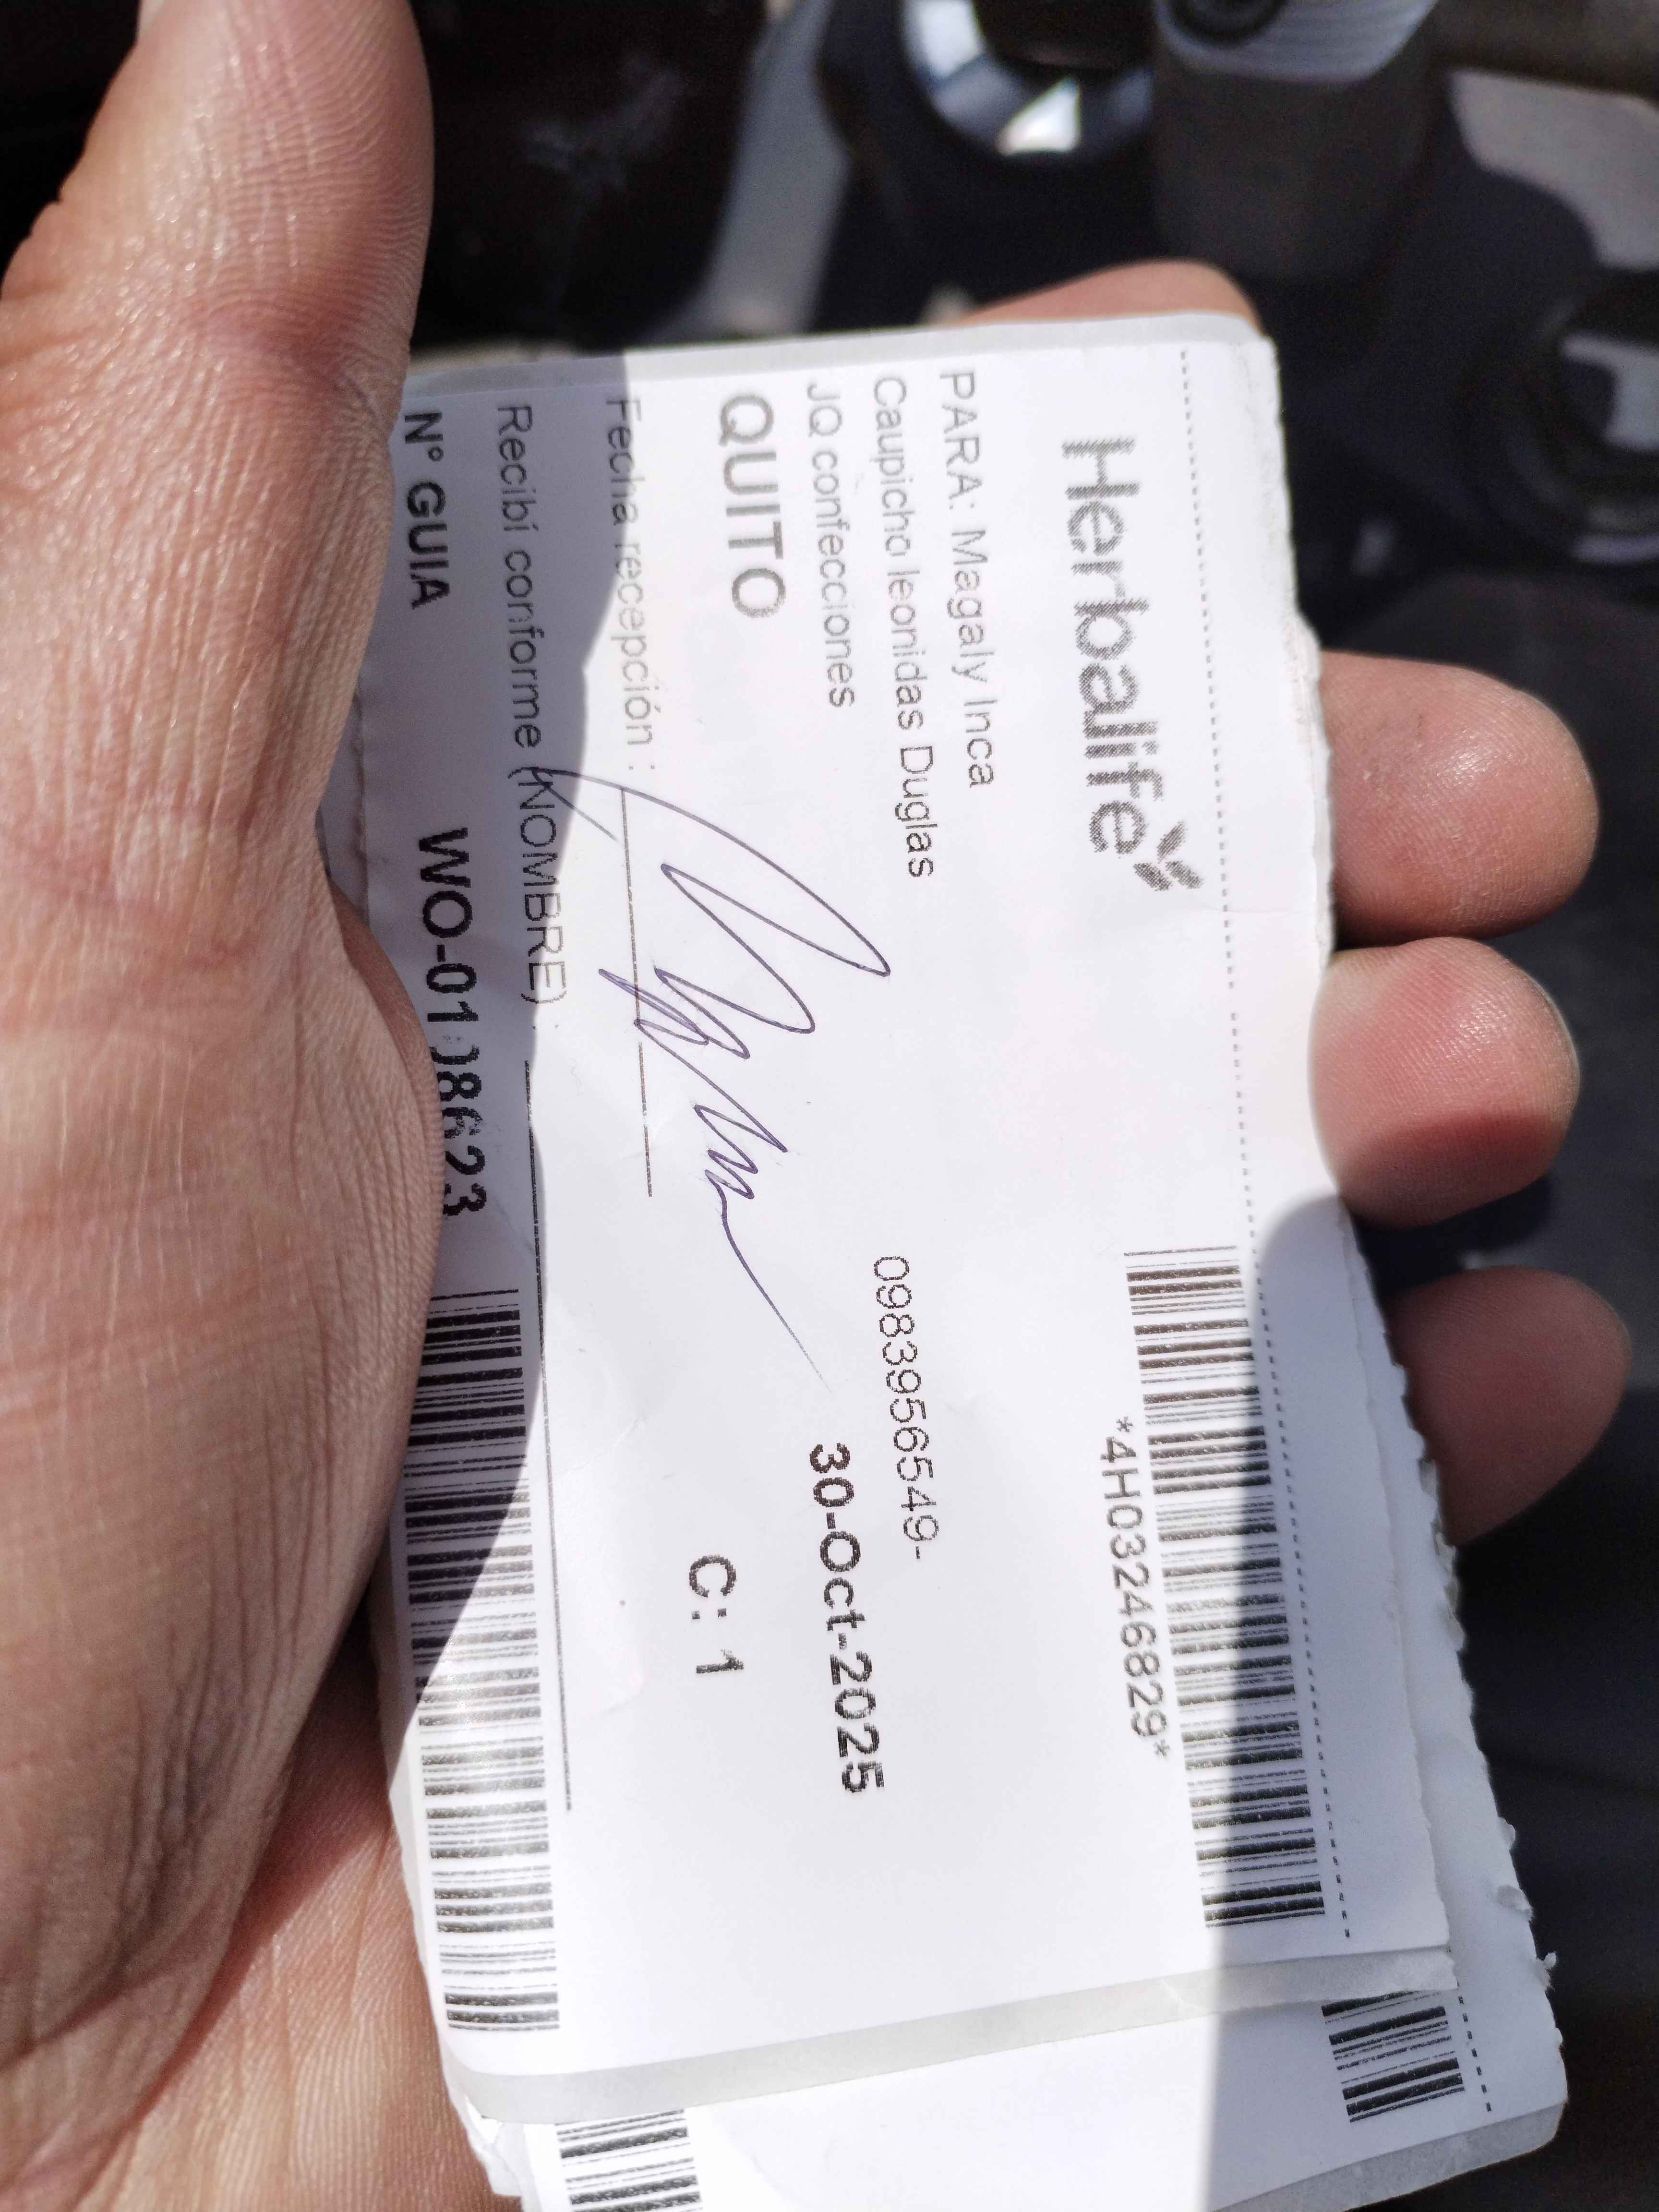 Herbalife
*4H03246829*
PARA: Magaly Inca
Caupicho leonidas Duglas 0983956549-
JQ confecciones 30-Oct-2025
QUITO
C: 1
Fecha recepción :
Recibí conforme (NOMBRE)
N° GUIA